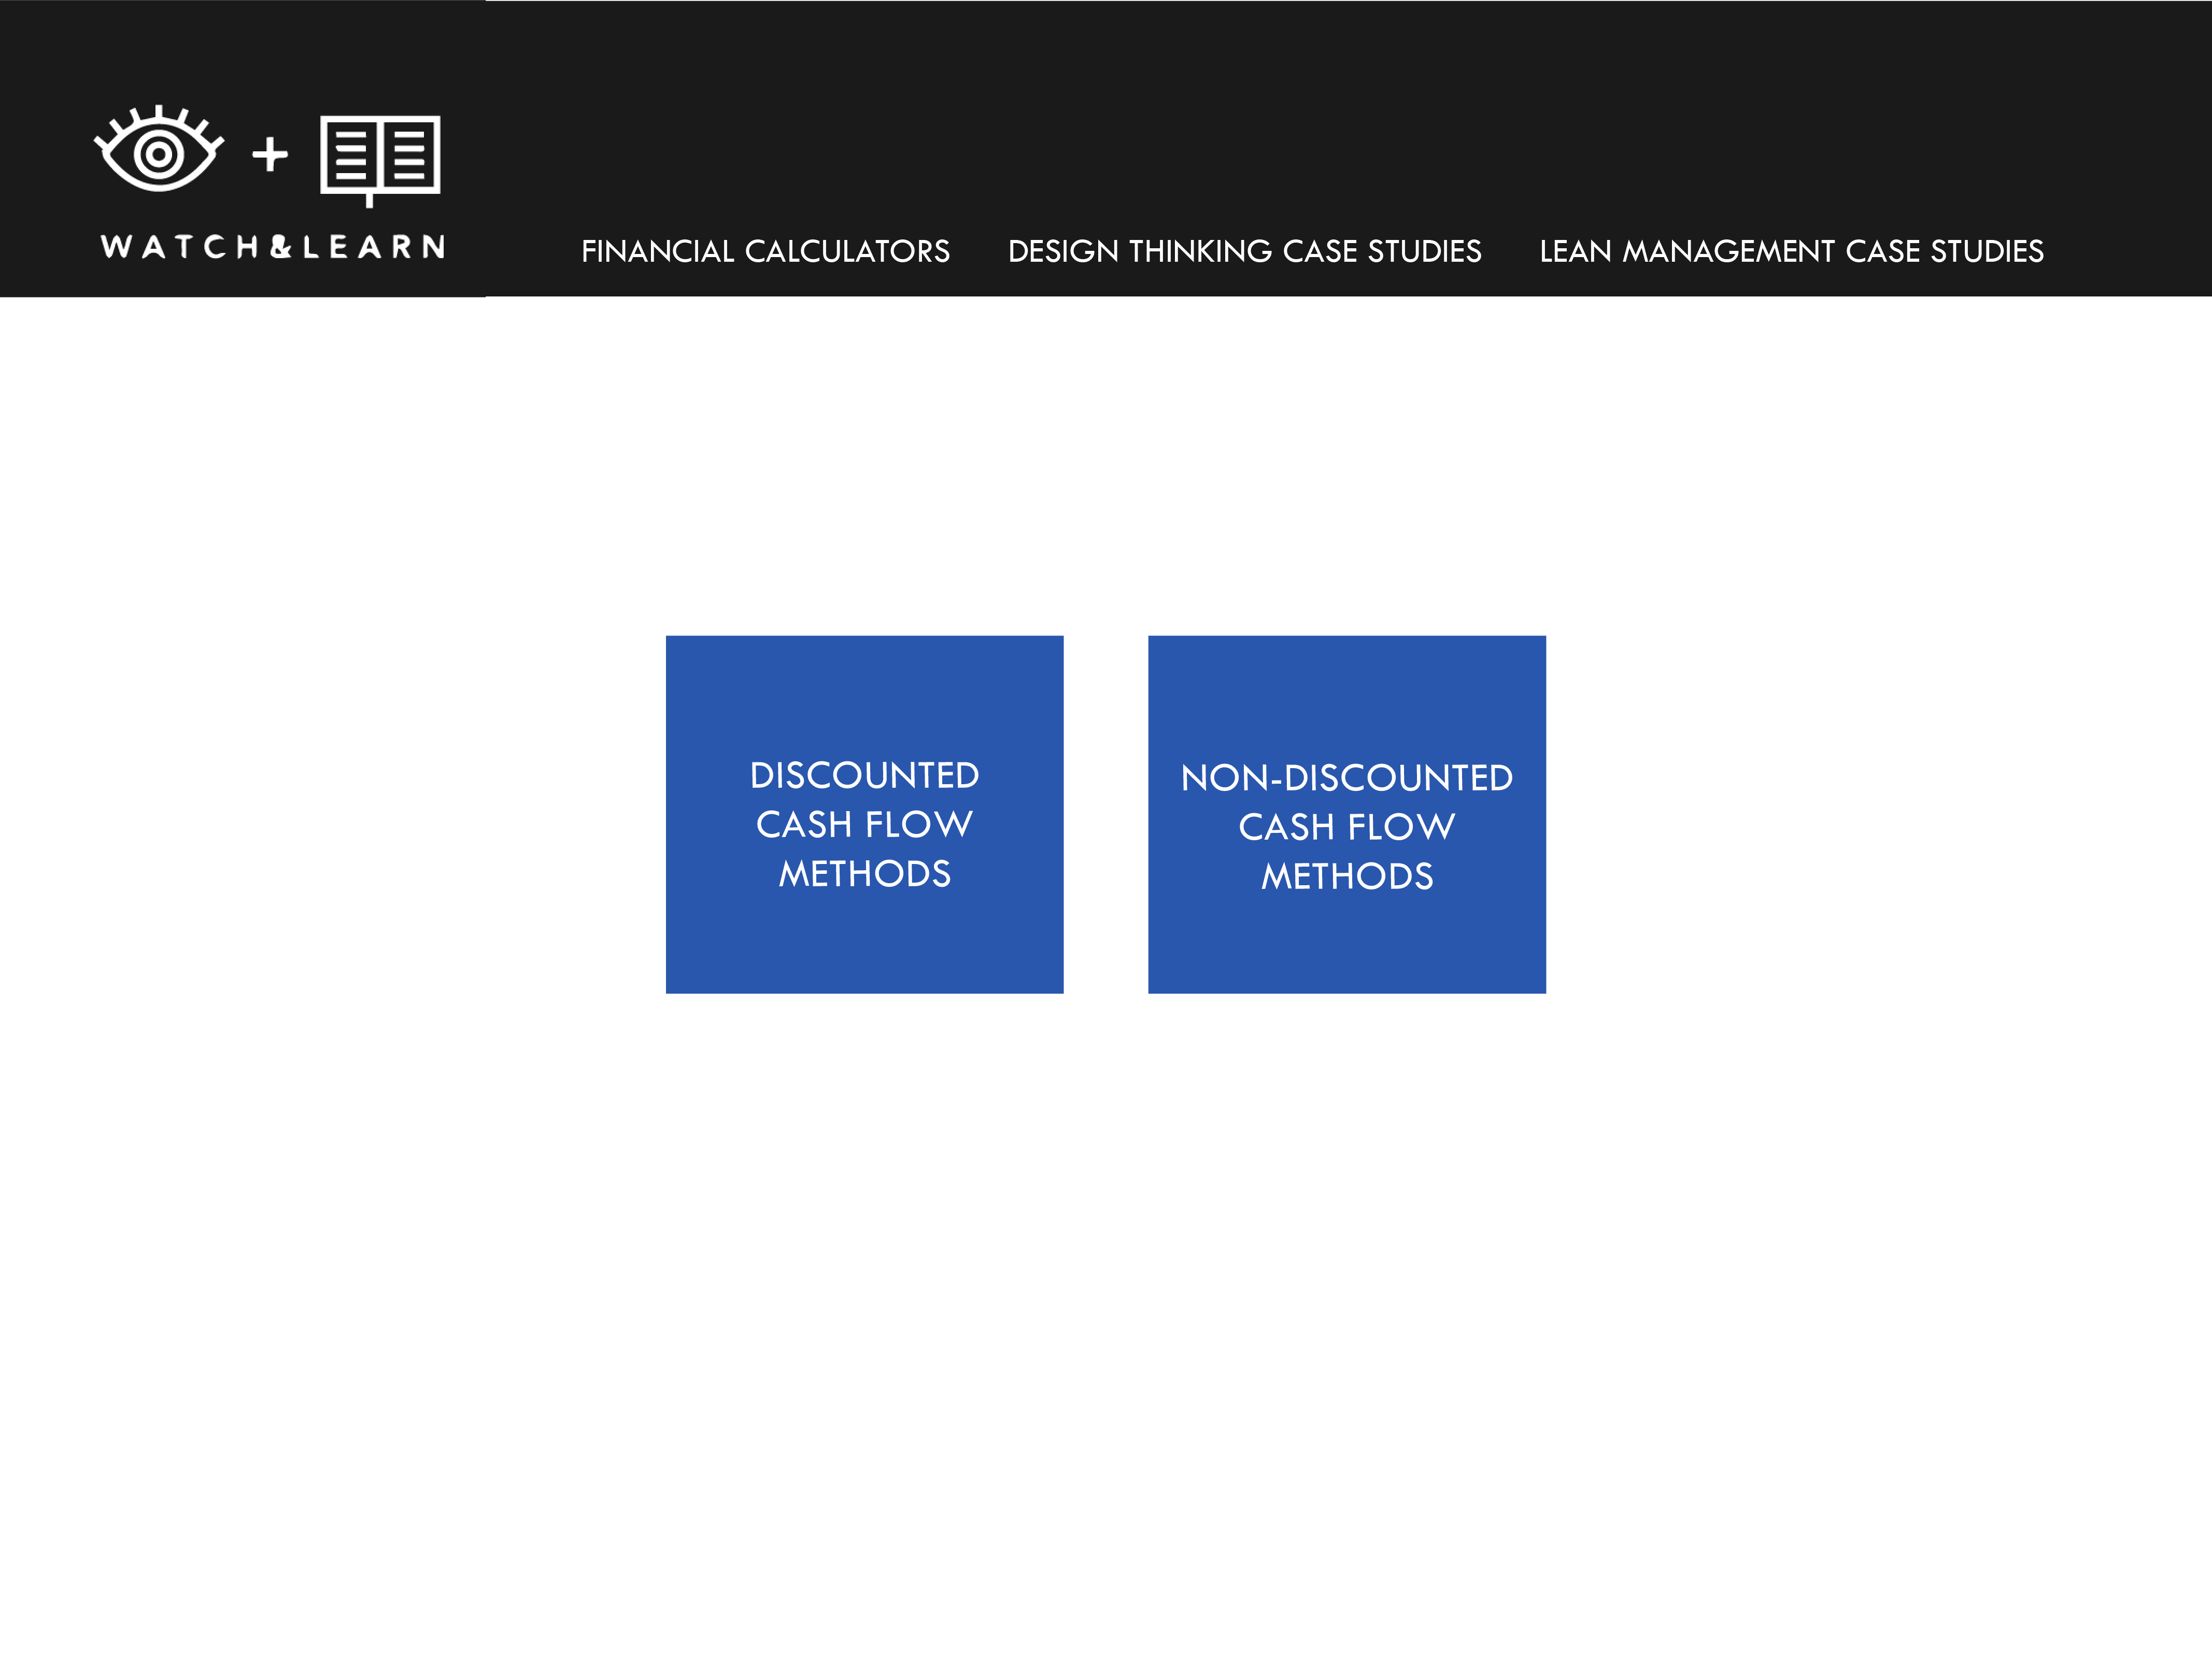 WATCH&LEARN
FINANCIAL CALCULATORS
DESIGN THINKING CASE STUDIES
LEAN MANAGEMENT CASE STUDIES
DISCOUNTED
CASH FLOW
METHODS
NON-DISCOUNTED
CASH FLOW
METHODS